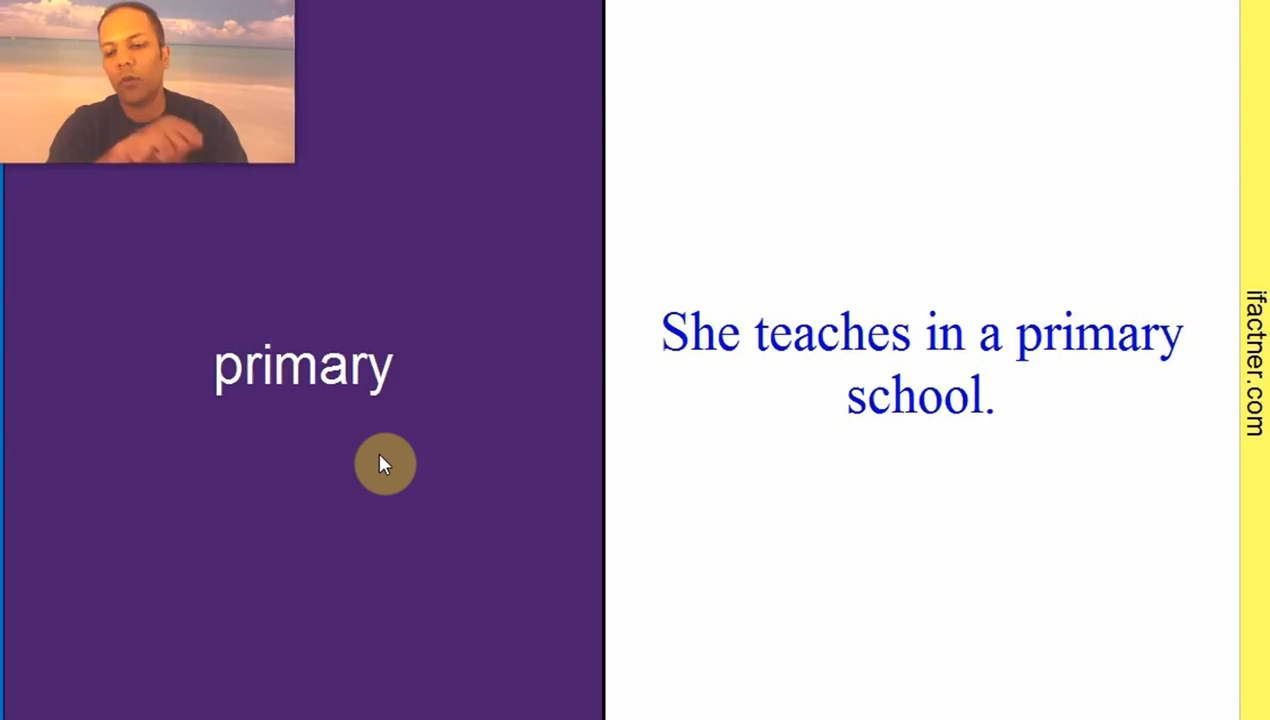 primary
She teaches in a primary
school.
ifactner.com